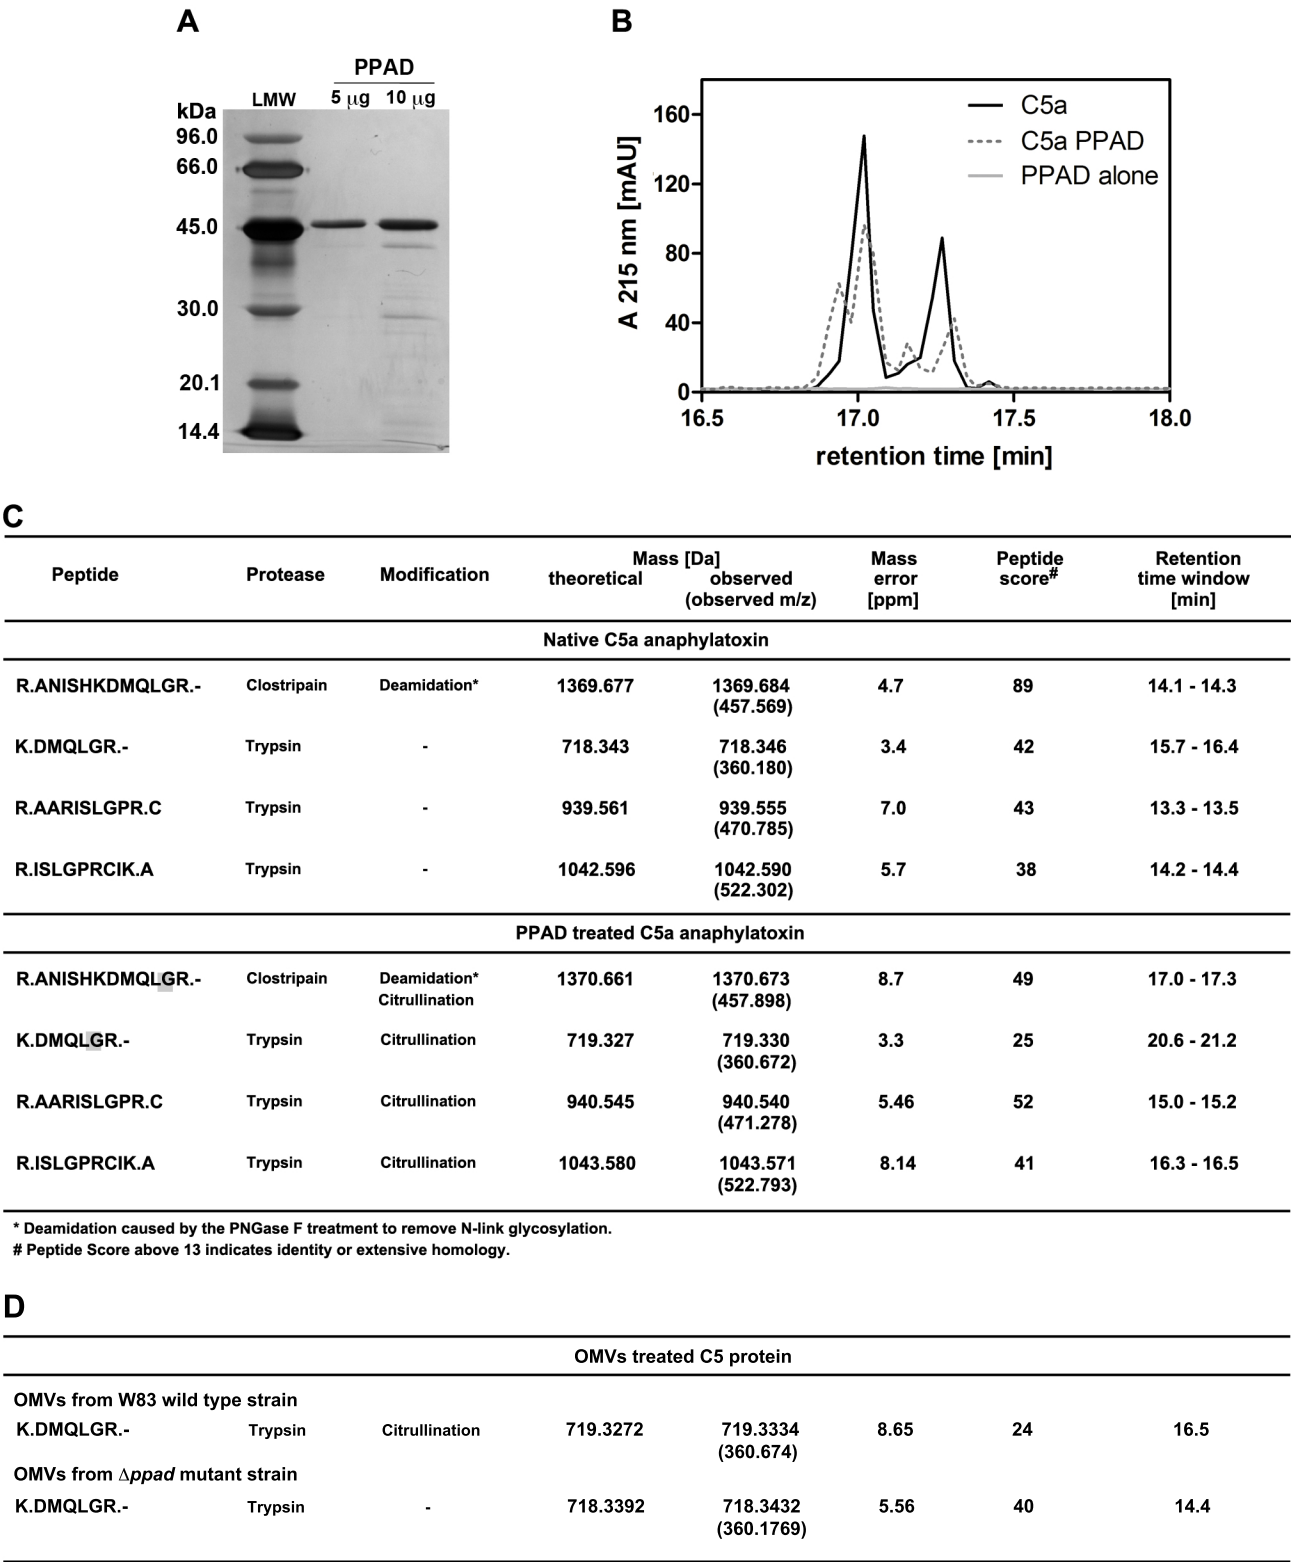 A
PPAD
LMW 5 µg 10 µg
kDa
96.0
66.0
45.0
30.0
20.1
14.4
B
A 215 nm [mAU]
160
120
80
40
0
16.5 17.0 17.5 18.0
retention time [min]
C5a
C5a PPAD
PPAD alone
C
Peptide Protease Modification Mass [Da] Mass Peptide Retention
theoretical observed error score# time window
(observed m/z) [ppm] [min]
Native C5a anaphylatoxin
R.ANISHKDMQLGR.- Clostripain Deamidation* 1369.677 1369.684 4.7 89 14.1 - 14.3
(457.569)
K.DMQLGR.- Trypsin - 718.343 718.346 3.4 42 15.7 - 16.4
(360.180)
R.AARISLGPR.C Trypsin - 939.561 939.555 7.0 43 13.3 - 13.5
(470.785)
R.ISLGPRCIK.A Trypsin - 1042.596 1042.590 5.7 38 14.2 - 14.4
(522.302)
PPAD treated C5a anaphylatoxin
R.ANISHKDMQLGR.- Clostripain Deamidation* 1370.661 1370.673 8.7 49 17.0 - 17.3
Citrullination (457.898)
K.DMQLGR.- Trypsin Citrullination 719.327 719.330 3.3 25 20.6 - 21.2
(360.672)
R.AARISLGPR.C Trypsin Citrullination 940.545 940.540 5.46 52 15.0 - 15.2
(471.278)
R.ISLGPRCIK.A Trypsin Citrullination 1043.580 1043.571 8.14 41 16.3 - 16.5
(522.793)
* Deamidation caused by the PNGase F treatment to remove N-link glycosylation.
# Peptide Score above 13 indicates identity or extensive homology.
D
OMVs treated C5 protein
OMVs from W83 wild type strain
K.DMQLGR.- Trypsin Citrullination 719.3272 719.3334 8.65 24 16.5
(360.674)
OMVs from Δppad mutant strain
K.DMQLGR.- Trypsin - 718.3392 718.3432 5.56 40 14.4
(360.1769)